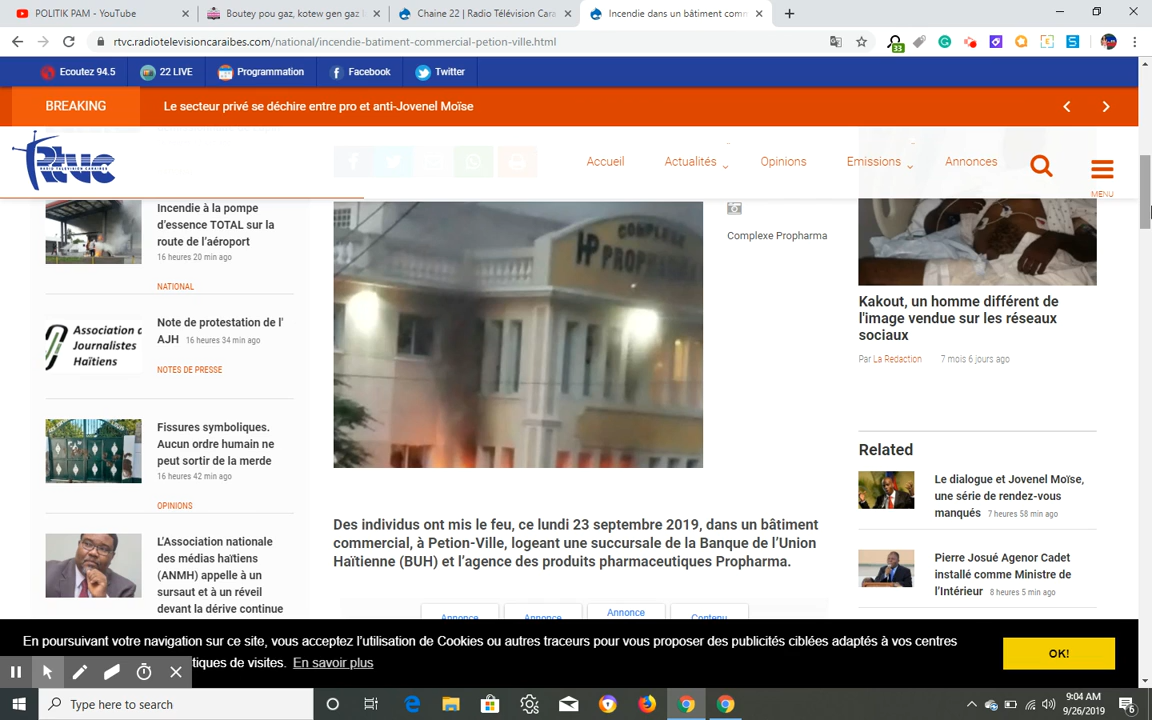 POLITIK PAM - YouTube
Boutey pou gaz, kotew gen gaz
Chaine 22 | Radio Télévision Cara
Incendie dans un bâtiment comm
rtvc.radiotelevisioncaraibes.com/national/incendie-batiment-commercial-petion-ville.html
33
Ecoutez 94.5
22 LIVE
Programmation
Facebook
Twitter
BREAKING
Le secteur privé se déchire entre pro et anti-Jovenel Moïse
RTVC
RADIO TELEVISION CARAIBES
Accueil
Actualités
Opinions
Emissions
Annonces
MENU
Incendie à la pompe
d'essence TOTAL sur la
route de l'aéroport
16 heures 20 min ago
NATIONAL
Association d
Journalistes
Haïtiens
Note de protestation de l'
AJH 16 heures 34 min ago
NOTES DE PRESSE
Fissures symboliques.
Aucun ordre humain ne
peut sortir de la merde
16 heures 42 min ago
OPINIONS
L'Association nationale
des médias haïtiens
(ANMH) appelle à un
sursaut et à un réveil
devant la dérive continue
COMPLEXE
HP PROPHARMA
Complexe Propharma
Des individus ont mis le feu, ce lundi 23 septembre 2019, dans un bâtiment
commercial, à Petion-Ville, logeant une succursale de la Banque de l'Union
Haïtienne (BUH) et l'agence des produits pharmaceutiques Propharma.
Annonce
Annonce
Annonce
Contenu
Kakout, un homme différent de
l'image vendue sur les réseaux
sociaux
Par La Redaction 7 mois 6 jours ago
Related
Le dialogue et Jovenel Moïse,
une série de rendez-vous
manqués 7 heures 58 min ago
Pierre Josué Agenor Cadet
installé comme Ministre de
l'Intérieur 8 heures 5 min ago
En poursuivant votre navigation sur ce site, vous acceptez l'utilisation de Cookies ou autres traceurs pour vous proposer des publicités ciblées adaptés à vos centres
tiques de visites. En savoir plus
OK!
Type here to search
9:04 AM
9/26/2019
6